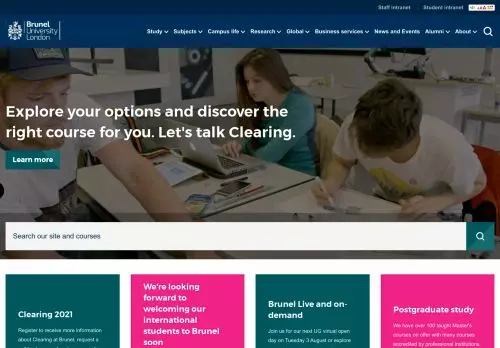 Staff intranet
Student intranet
Brunel
University
London
Study
Subjects
Campus life
Research
Global
Business services
News and Events
Alumni
About
Explore your options and discover the
right course for you. Let's talk Clearing.
Learn more
Search our site and courses
Clearing 2021
Register to receive more information
about Clearing at Brunel, request a
We're looking
forward to
welcoming our
international
students to Brunel
soon
Brunel Live and on-
demand
Join us for our next UG virtual open
day on Tuesday 3 August or explore
Postgraduate study
We have over 100 taught Master's
courses on offer with many courses
accredited by professional institutions.